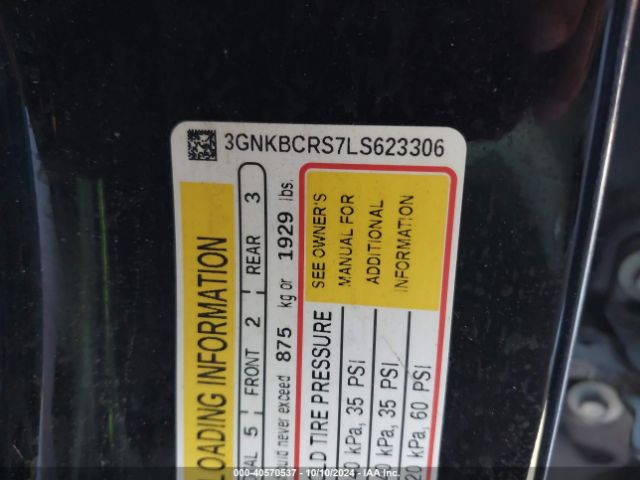 3GNKBCRS7LS623306
LOADING INFORMATION
5 FRONT 2 REAR 3
never exceed 875 kg or 1929 lbs.
TIRE PRESSURE
SEE OWNER'S
MANUAL FOR
ADDITIONAL
INFORMATION
kPa, 35 PSI
kPa, 35 PSI
kPa, 60 PSI
000-40570537 - 10/10/2024 - IAA Inc.